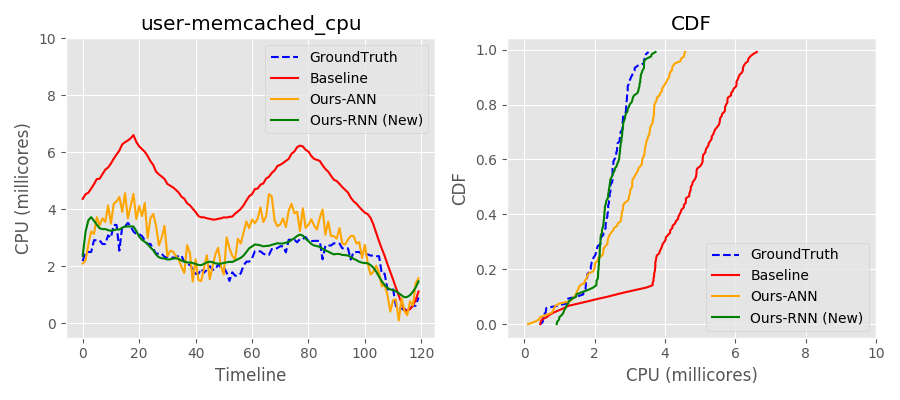 user-memcached_cpu
CPU (millicores)
10
8
6
4
2
0
0
20
40
60
80
100
120
Timeline
GroundTruth
Baseline
Ours-ANN
Ours-RNN (New)
CDF
CDF
1.0
0.8
0.6
0.4
0.2
0.0
0
2
4
6
8
10
CPU (millicores)
GroundTruth
Baseline
Ours-ANN
Ours-RNN (New)